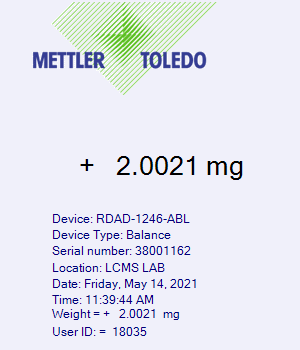 METTLER TOLEDO
+ 2.0021 mg
Device: RDAD-1246-ABL
Device Type: Balance
Serial number: 38001162
Location: LCMS LAB
Date: Friday, May 14, 2021
Time: 11:39:44 AM
Weight = + 2.0021 mg
User ID: = 18035